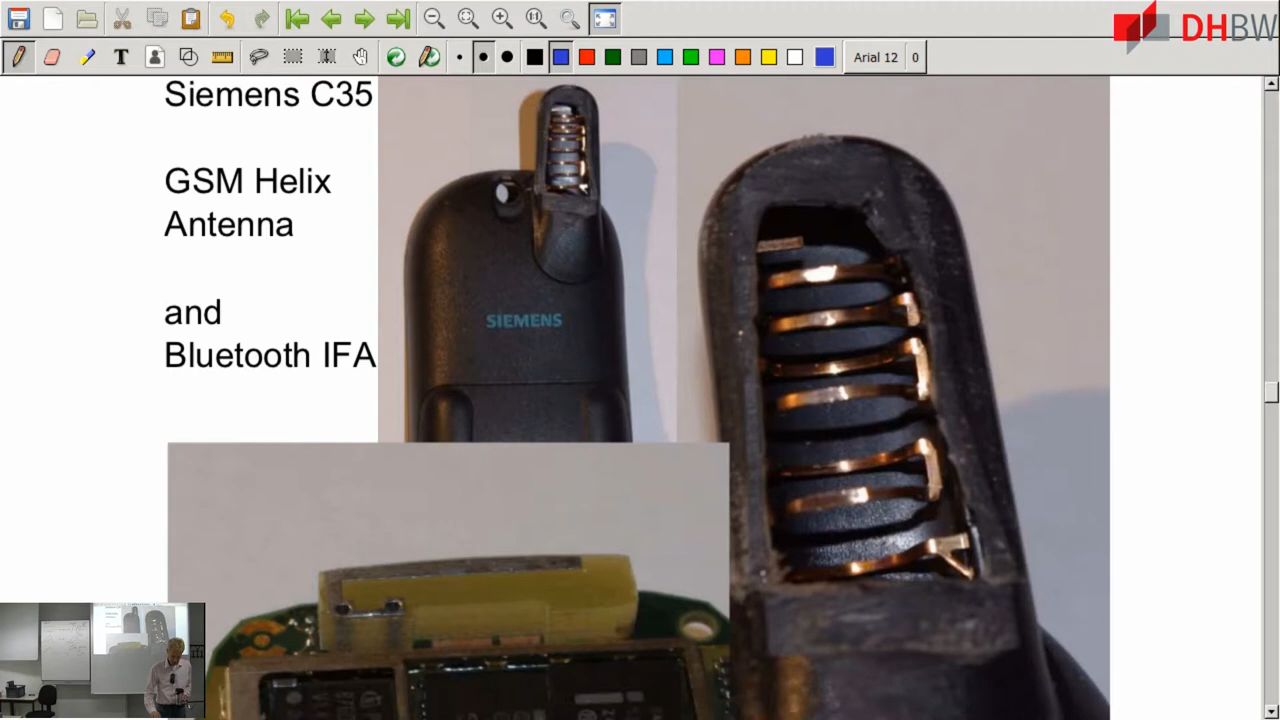 DHBW
T
Arial 12 0
Siemens C35
GSM Helix
Antenna
and
Bluetooth IFA
SIEMENS